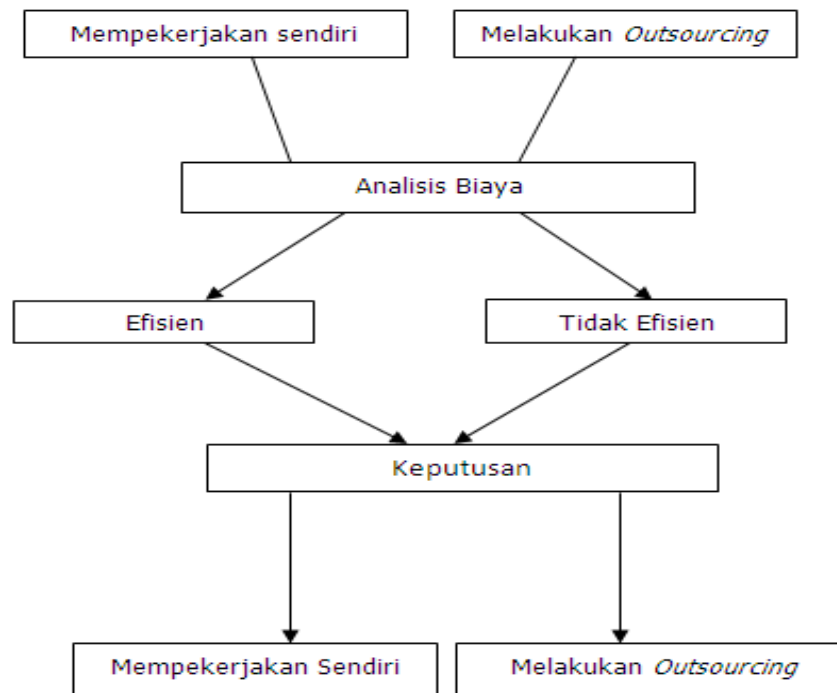 Mempekerjakan sendiri
Melakukan Outsourcing
Analisis Biaya
Efisien
Tidak Efisien
Keputusan
Mempekerjakan Sendiri
Melakukan Outsourcing